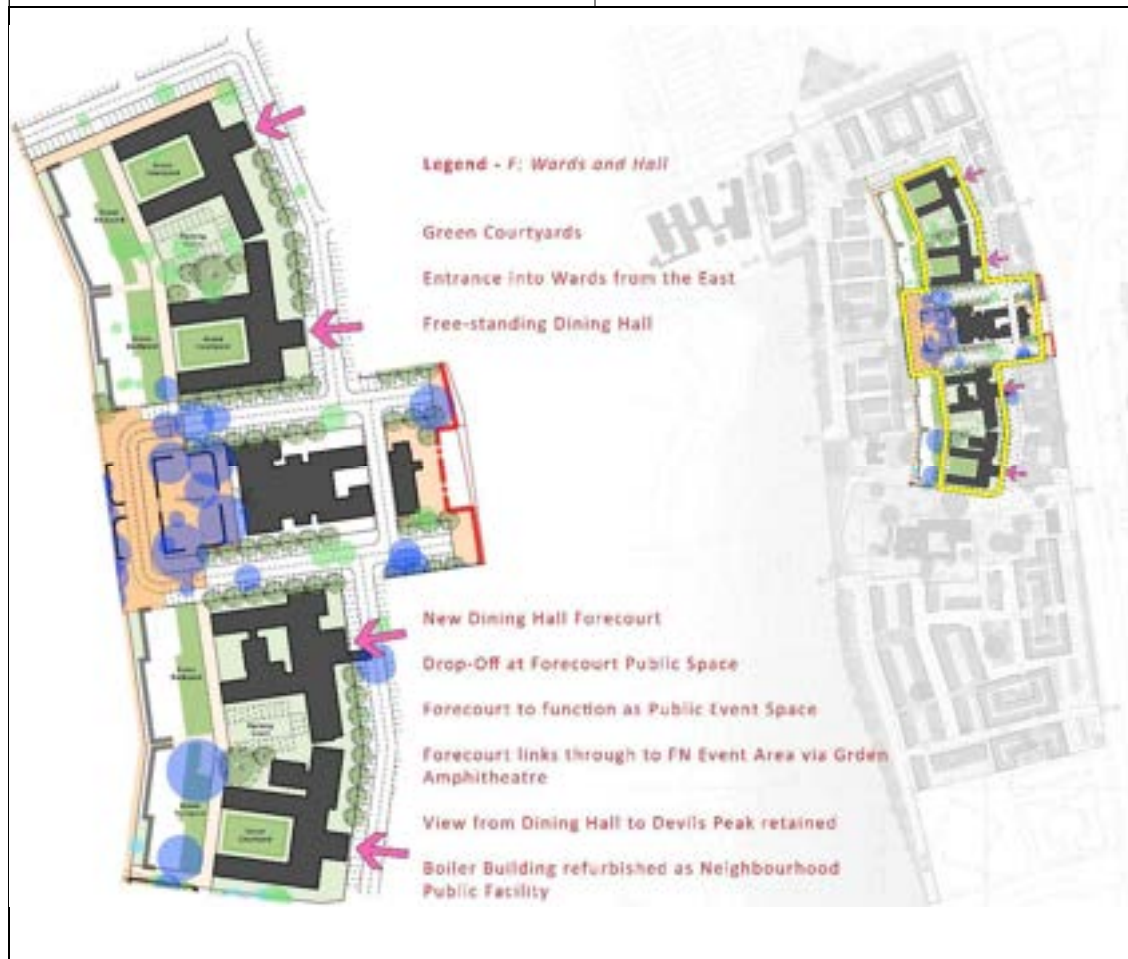 Legend - F: Wards and Hall
Green Courtyards
Entrance into Wards from the East
Free-standing Dining Hall
New Dining Hall Forecourt
Drop-Off at Forecourt Public Space
Forecourt to function as Public Event Space
Forecourt links through to FN Event Area via Grden
Amphitheatre
View from Dining Hall to Devils Peak retained
Boiler Building refurbished as Neighbourhood
Public Facility